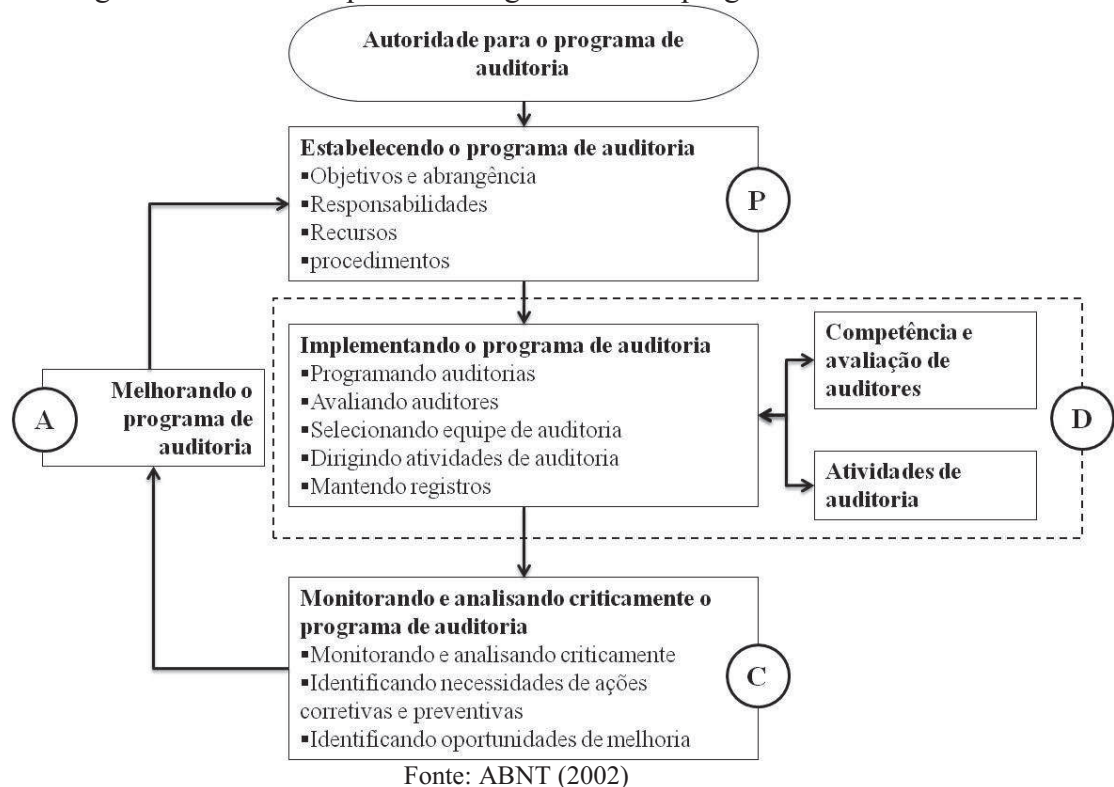 Autoridade para o programa de
auditoria
Estabelecendo o programa de auditoria
▪Objetivos e abrangência
▪Responsabilidades
▪Recursos
▪procedimentos
P
Implementando o programa de auditoria
▪Programando auditorias
▪Avaliando auditores
▪Selecionando equipe de auditoria
▪Dirigindo atividades de auditoria
▪Mantendo registros
Competência e
avaliação de
auditores
Atividades de
auditoria
D
Monitorando e analisando criticamente o
programa de auditoria
▪Monitorando e analisando criticamente
▪Identificando necessidades de ações
corretivas e preventivas
▪Identificando oportunidades de melhoria
C
A
Melhorando o
programa de
auditoria
Fonte: ABNT (2002)